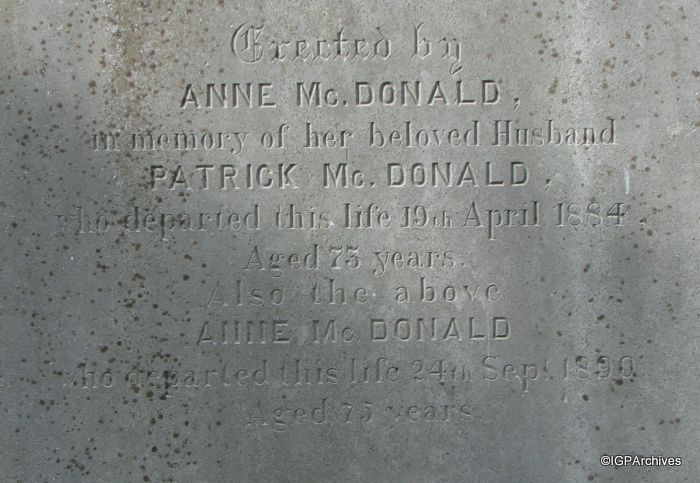 Erected by
ANNE Mc. DONALD,
in memory of her beloved Husband
PATRICK Mc. DONALD,
who departed this life 19th April 1884,
Aged 73 years.
Also the above
ANNE Mc DONALD
who departed this life 24th Sept. 1890.
Aged 75 years
©IGPArchives